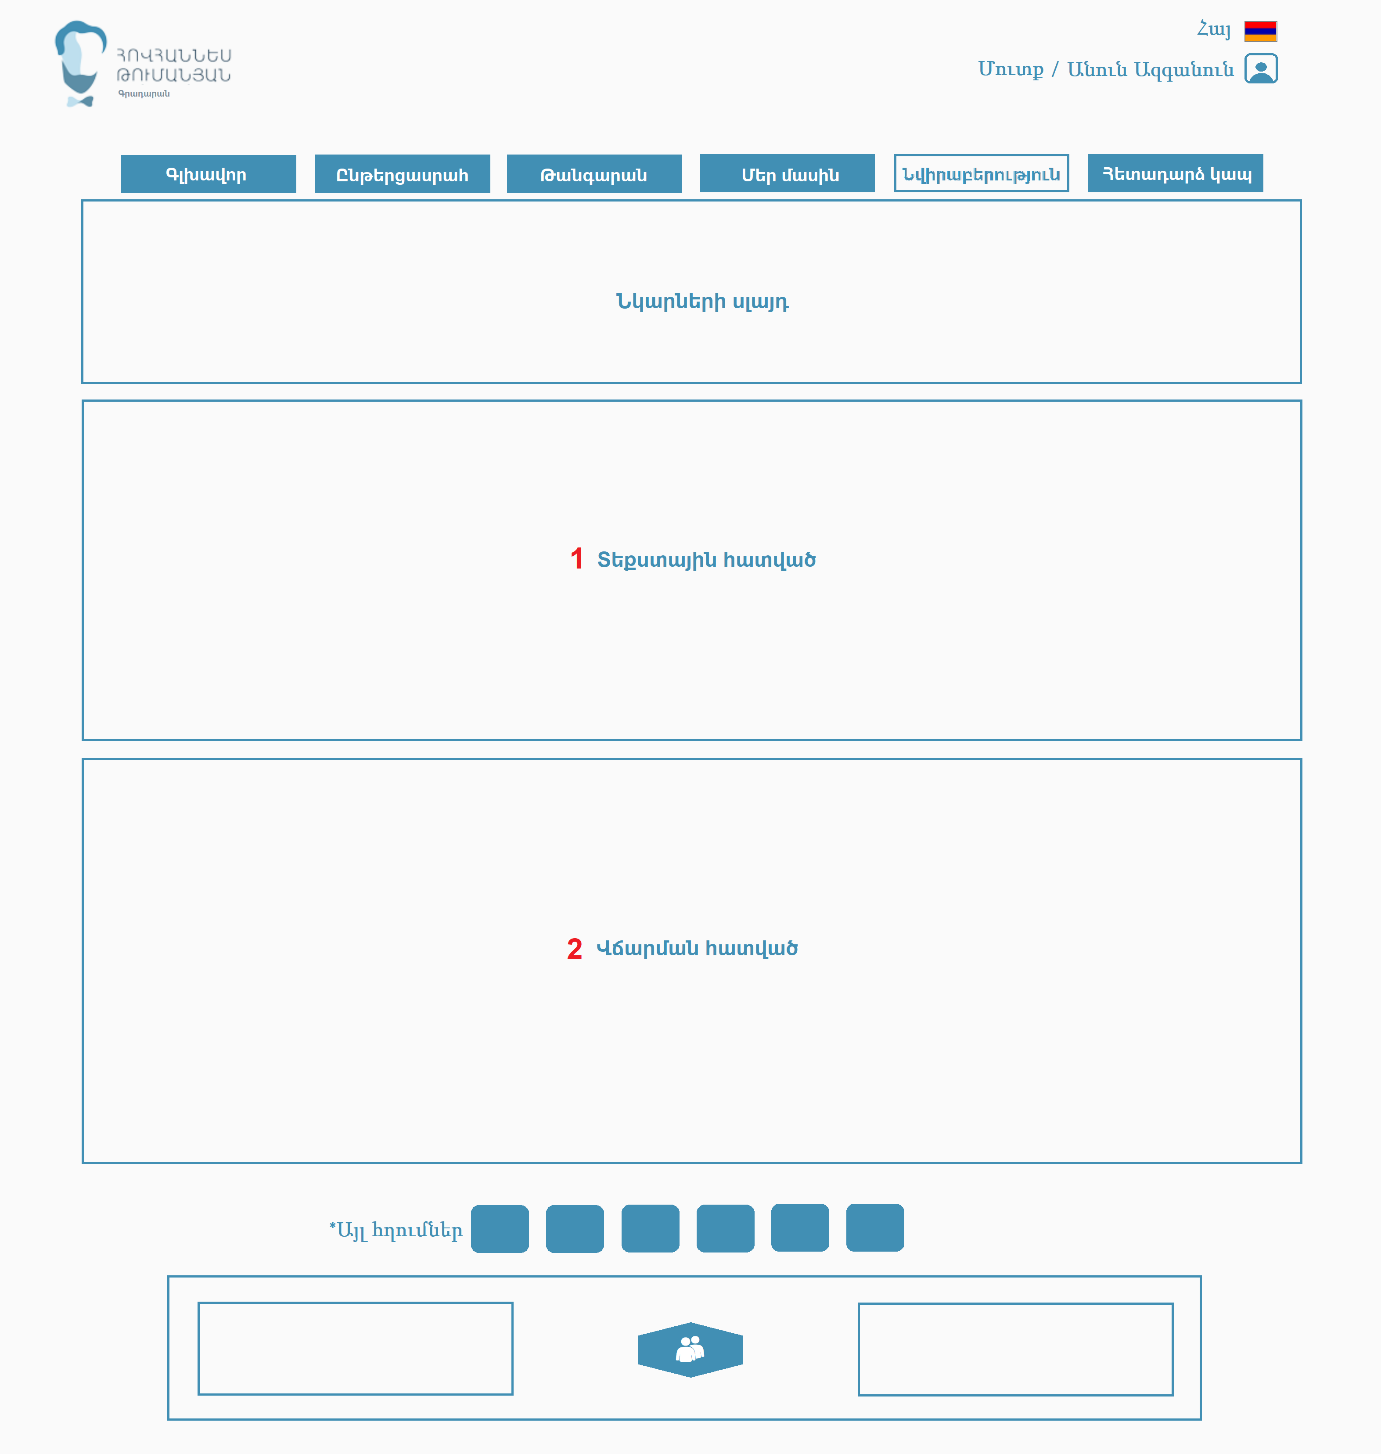 Հայ
ՀՈՎՀԱՆՆԵՍ
ԹՈՒՄԱՆՅԱՆ
Գրադարան
Մուտք / Անուն Ազգանուն
Գլխավոր
Ընթերցասրահ
Թանգարան
Մեր մասին
Նվիրաբերություն
Հետադարձ կապ
Նկարների սլայդ
1 Տեքստային հատված
2 Վճարման հատված
*Այլ հղումներ